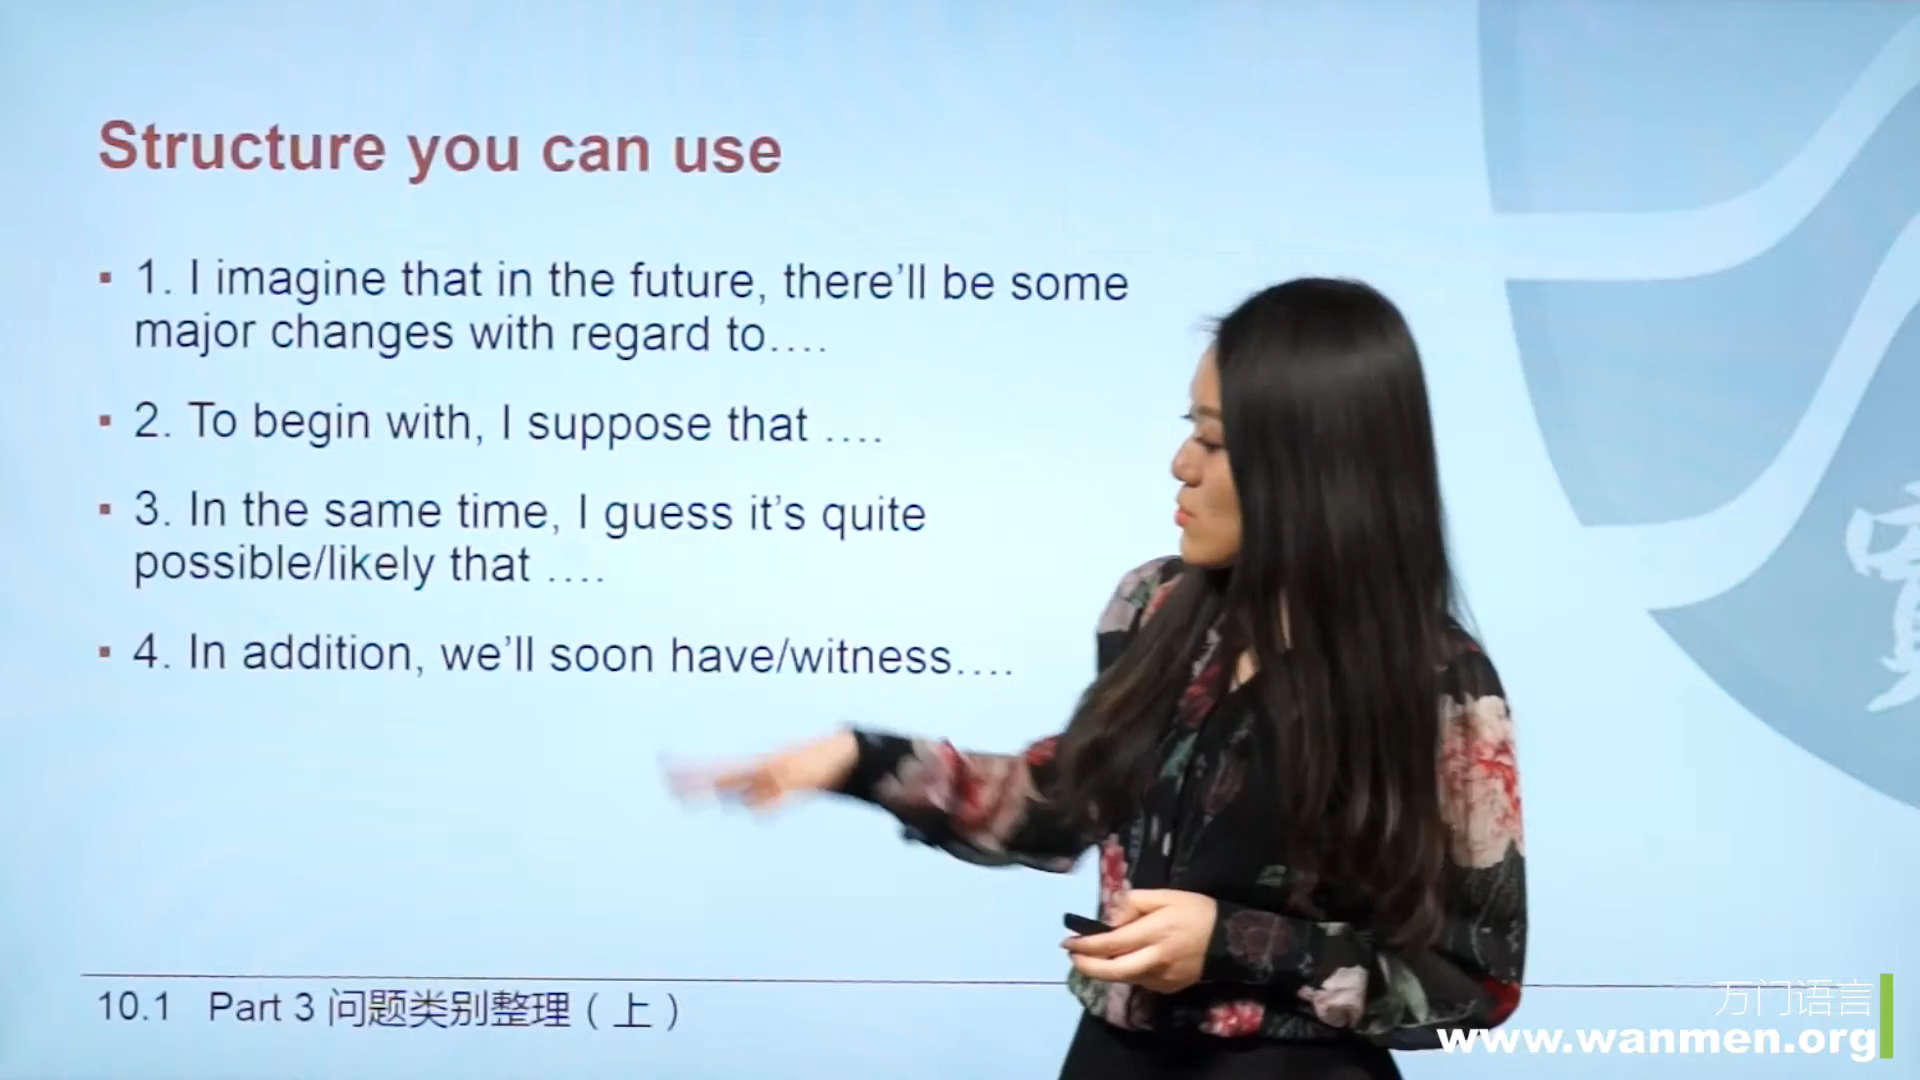 Structure you can use
▪ 1. I imagine that in the future, there’ll be some
major changes with regard to….
▪ 2. To begin with, I suppose that ….
▪ 3. In the same time, I guess it’s quite
possible/likely that ….
▪ 4. In addition, we’ll soon have/witness….
10.1 Part 3 问题类别整理（上）
万门语言
www.wanmen.org